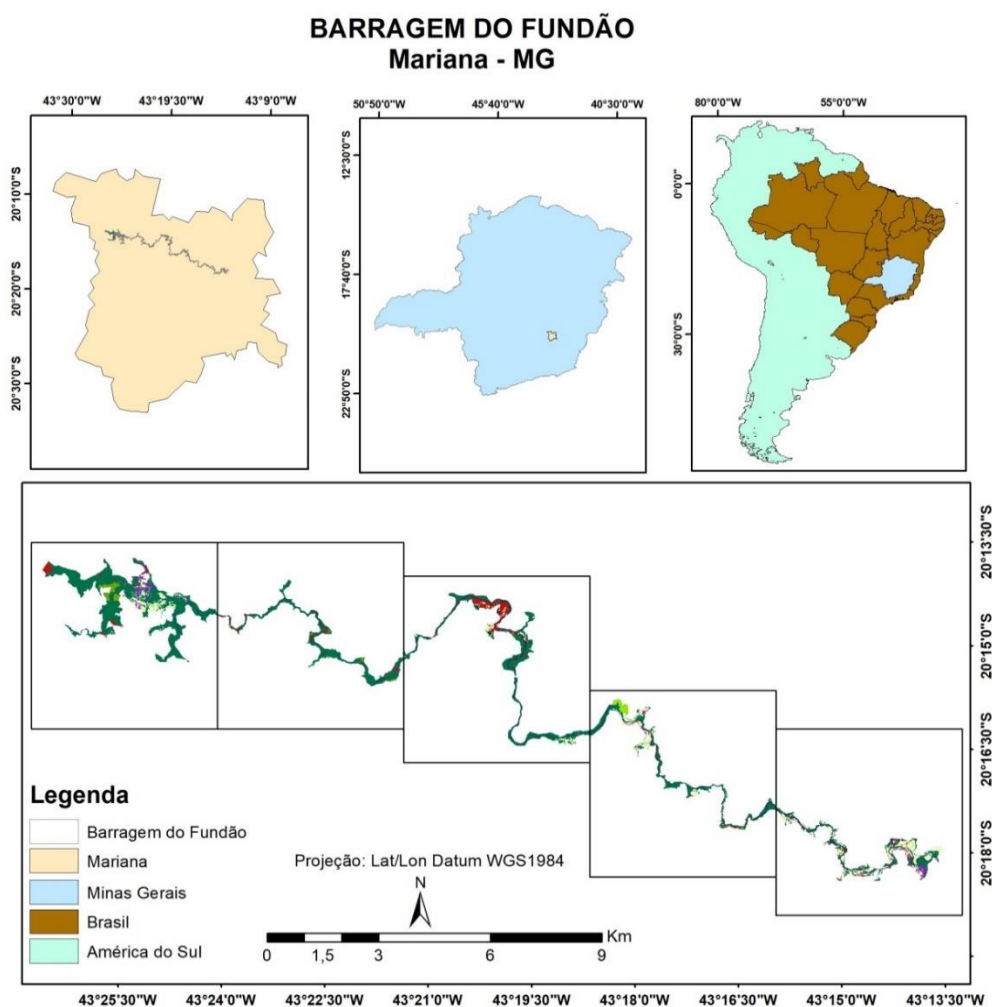 BARRAGEM DO FUNDÃO
Mariana - MG
43°30'0"W 43°19'30"W 43°9'0"W
20°10'0"S
20°20'0"S
20°30'0"S
50°50'0"W 45°40'0"W 40°30'0"W
12°30'0"S
17°40'0"S
22°50'0"S
80°0'0"W 55°0'0"W
0°0'0"
30°0'0"S
20°13'30"S
20°15'0"S
20°16'30"S
20°18'0"S
Legenda
Barragem do Fundão
Mariana
Minas Gerais
Brasil
América do Sul
Projeção: Lat/Lon Datum WGS1984
N
Km
0 1,5 3 6 9
43°25'30"W 43°24'0"W 43°22'30"W 43°21'0"W 43°19'30"W 43°18'0"W 43°16'30"W 43°15'0"W 43°13'30"W